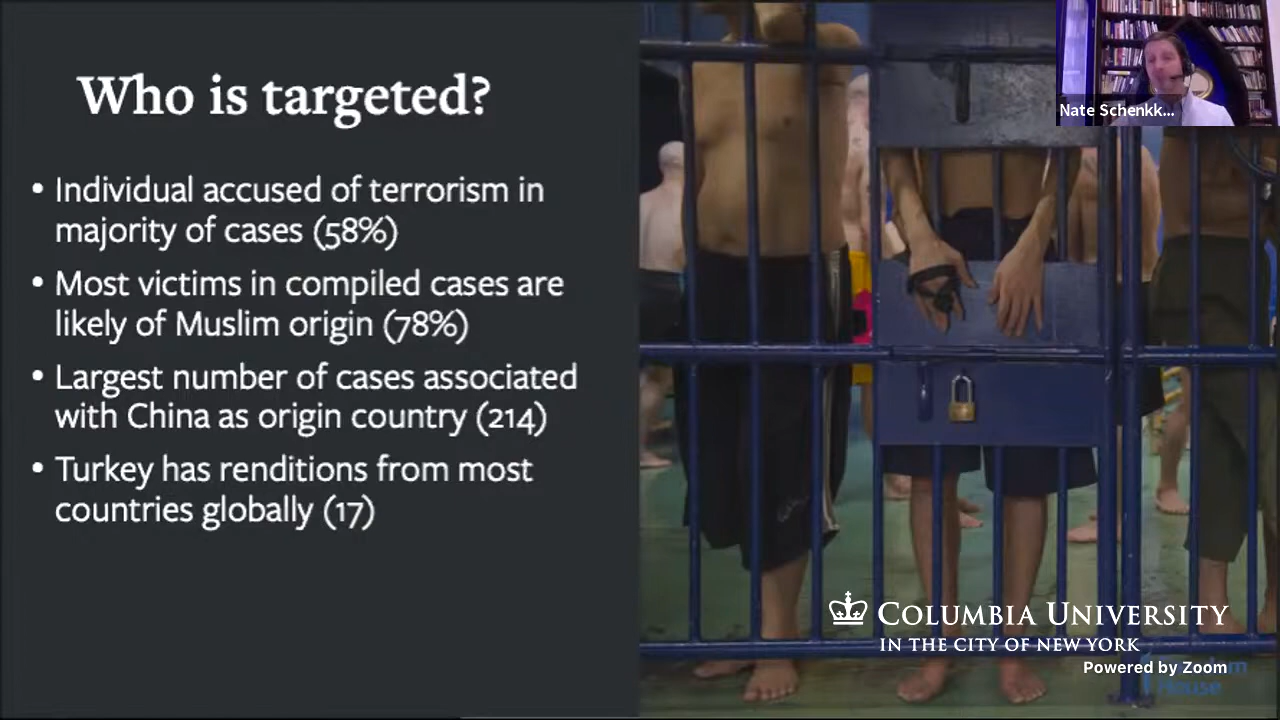 Nate Schenkk...
Who is targeted?
• Individual accused of terrorism in
majority of cases (58%)
• Most victims in compiled cases are
likely of Muslim origin (78%)
• Largest number of cases associated
with China as origin country (214)
• Turkey has renditions from most
countries globally (17)
COLUMBIA UNIVERSITY
IN THE CITY OF NEW YORK
Powered by Zoom
House